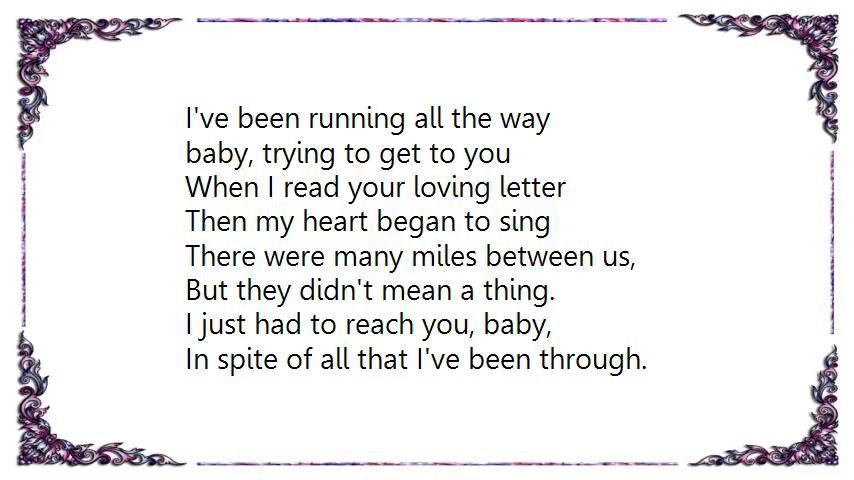 I've been running all the way
baby, trying to get to you
When I read your loving letter
Then my heart began to sing
There were many miles between us,
But they didn't mean a thing.
I just had to reach you, baby,
In spite of all that I've been through.